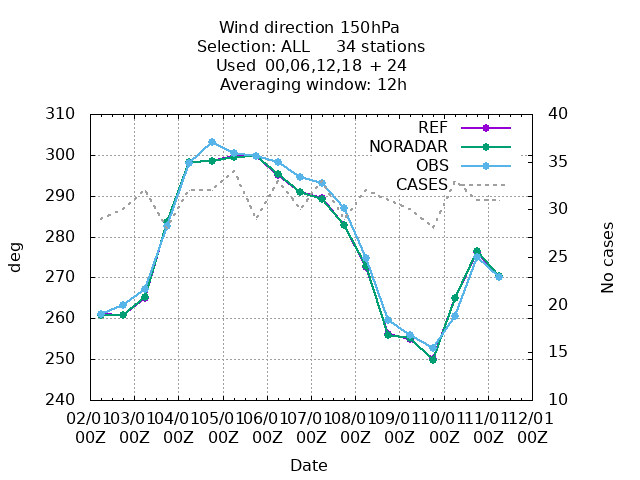 Wind direction 150hPa
Selection: ALL 34 stations
Used 00,06,12,18 + 24
Averaging window: 12h
310 40
REF
NORADAR
300 35
OBS
CASES
290 30
280
270 25
260 20
250 15
240 10
deg
No cases
02/01 03/01 04/01 05/01 06/01 07/01 08/01 09/01 10/01 11/01 12/01
00Z 00Z 00Z 00Z 00Z 00Z 00Z 00Z 00Z 00Z 00Z
Date